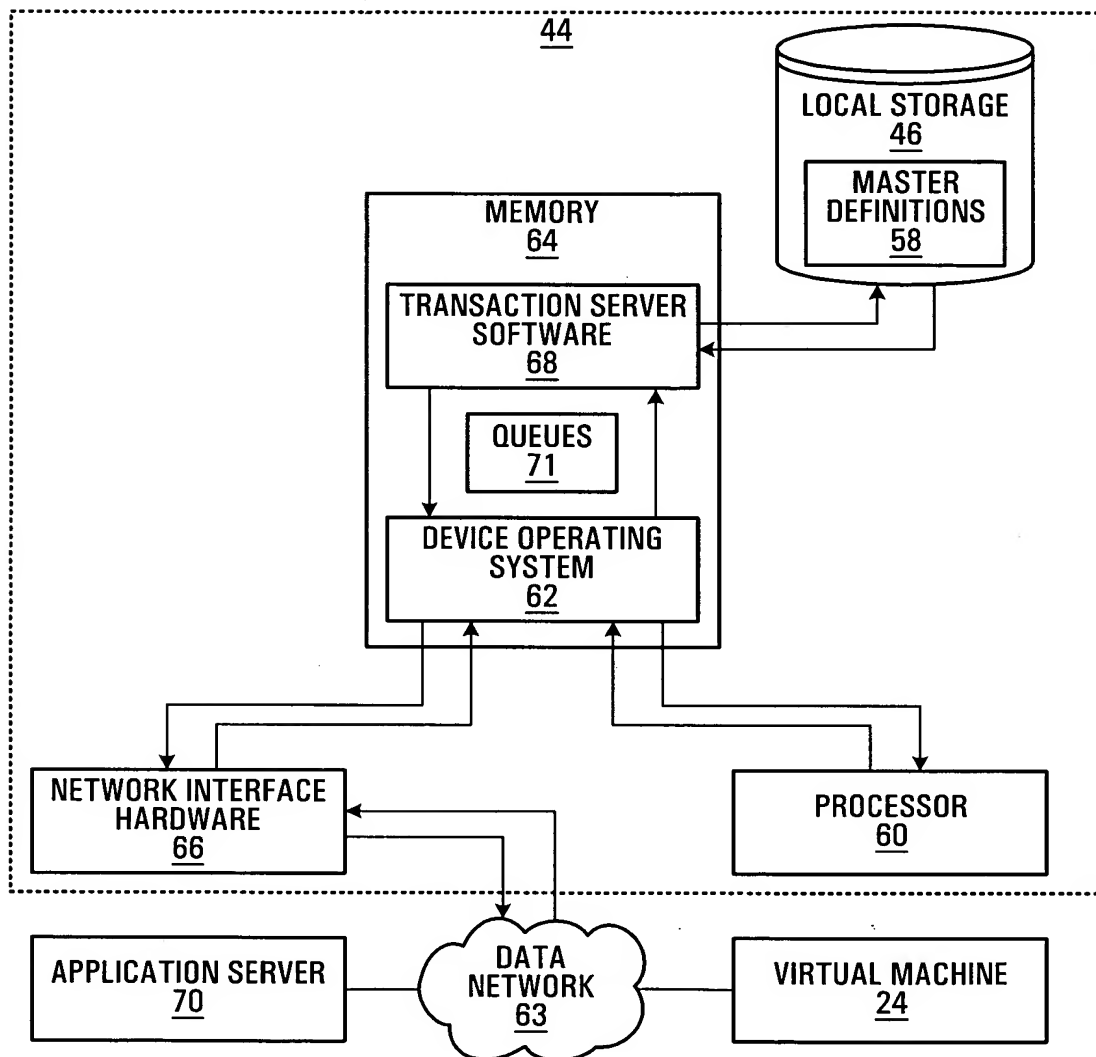 44
LOCAL STORAGE
46
MASTER
DEFINITIONS
58
MEMORY
64
TRANSACTION SERVER
SOFTWARE
68
QUEUES
71
DEVICE OPERATING
SYSTEM
62
NETWORK INTERFACE
HARDWARE
66
PROCESSOR
60
APPLICATION SERVER
70
DATA
NETWORK
63
VIRTUAL MACHINE
24